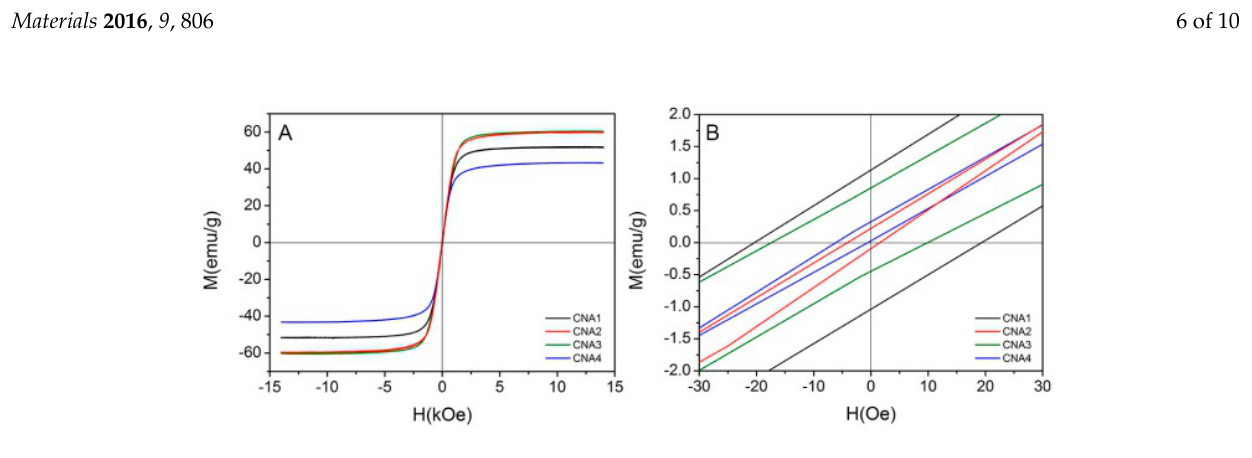 Materials 2016, 9, 806 6 of 10
A
60
40
20
0
-20
-40
-60
M(emu/g)
CNA1
CNA2
CNA3
CNA4
-15 -10 -5 0 5 10 15
H(kOe)
B
2.0
1.5
1.0
0.5
0.0
-0.5
-1.0
-1.5
-2.0
M(emu/g)
CNA1
CNA2
CNA3
CNA4
-30 -20 -10 0 10 20 30
H(Oe)